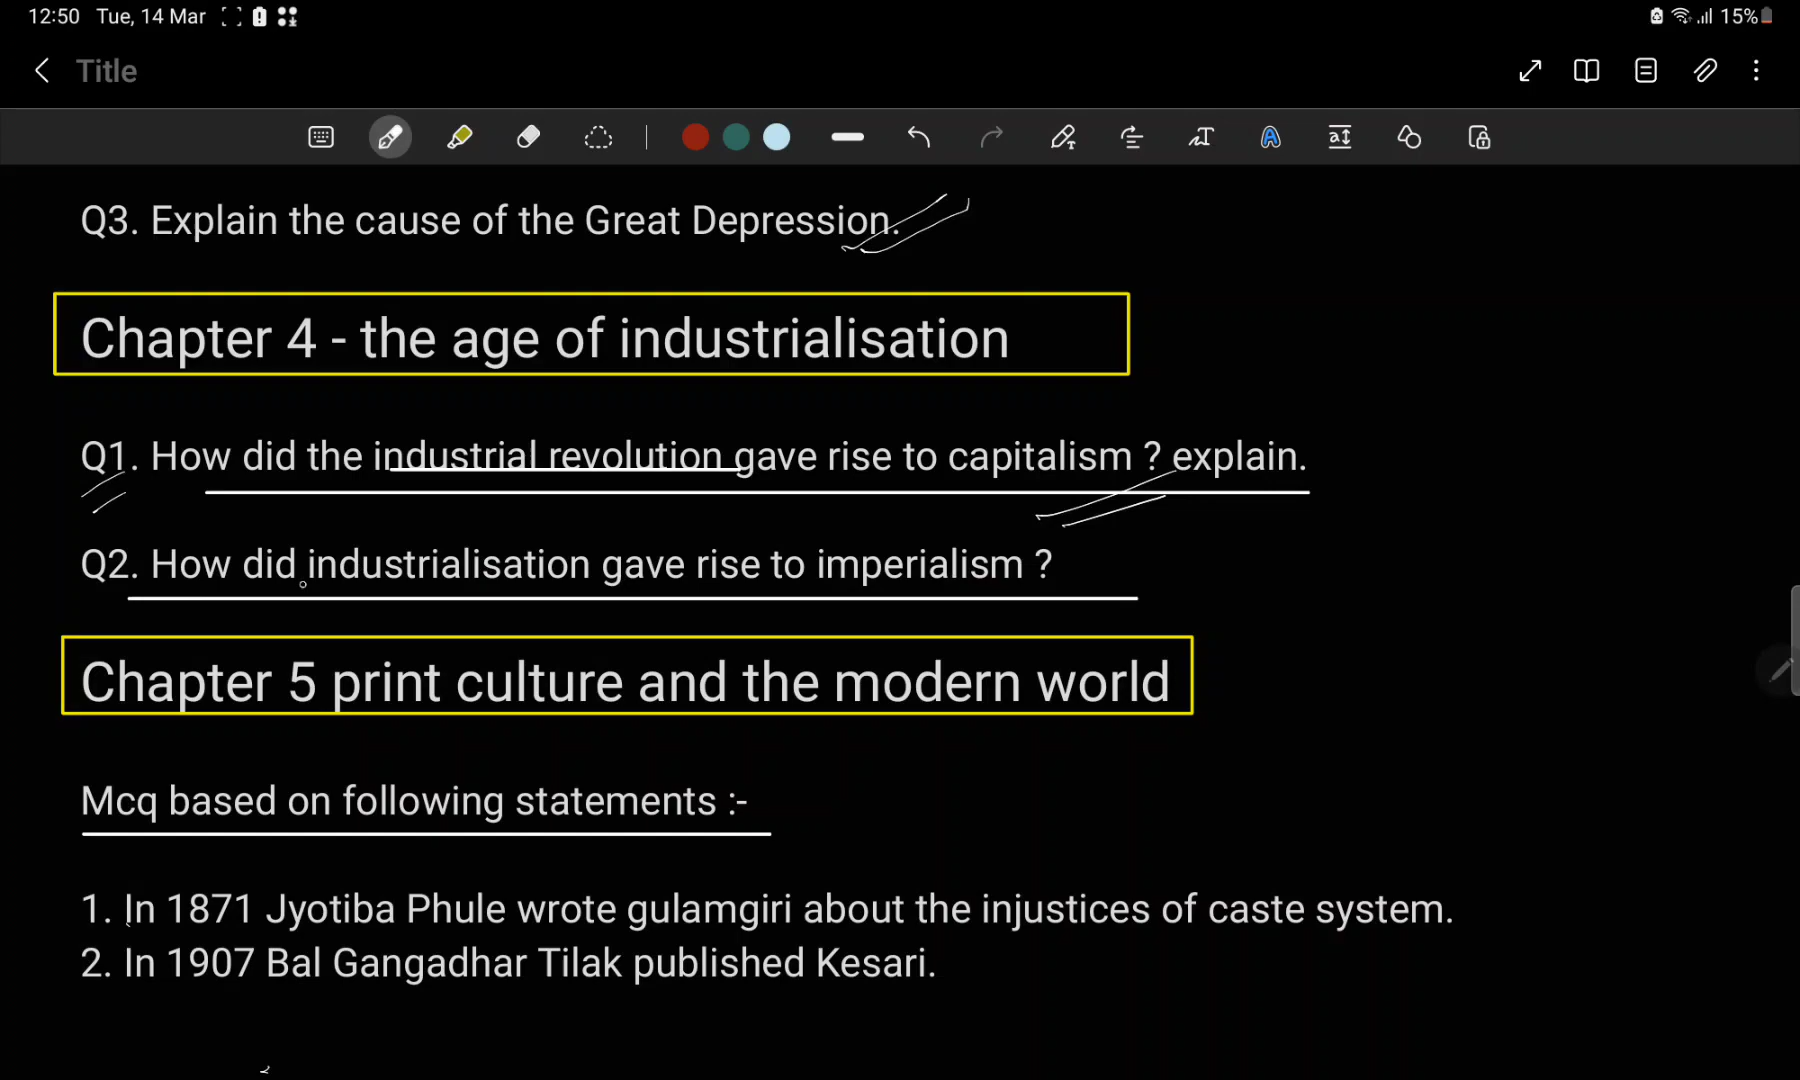 12:50 Tue, 14 Mar 15%
Title
Q3. Explain the cause of the Great Depression.
Chapter 4 - the age of industrialisation
Q1. How did the industrial revolution gave rise to capitalism ? explain.
Q2. How did industrialisation gave rise to imperialism ?
Chapter 5 print culture and the modern world
Mcq based on following statements :-
1. In 1871 Jyotiba Phule wrote gulamgiri about the injustices of caste system.
2. In 1907 Bal Gangadhar Tilak published Kesari.